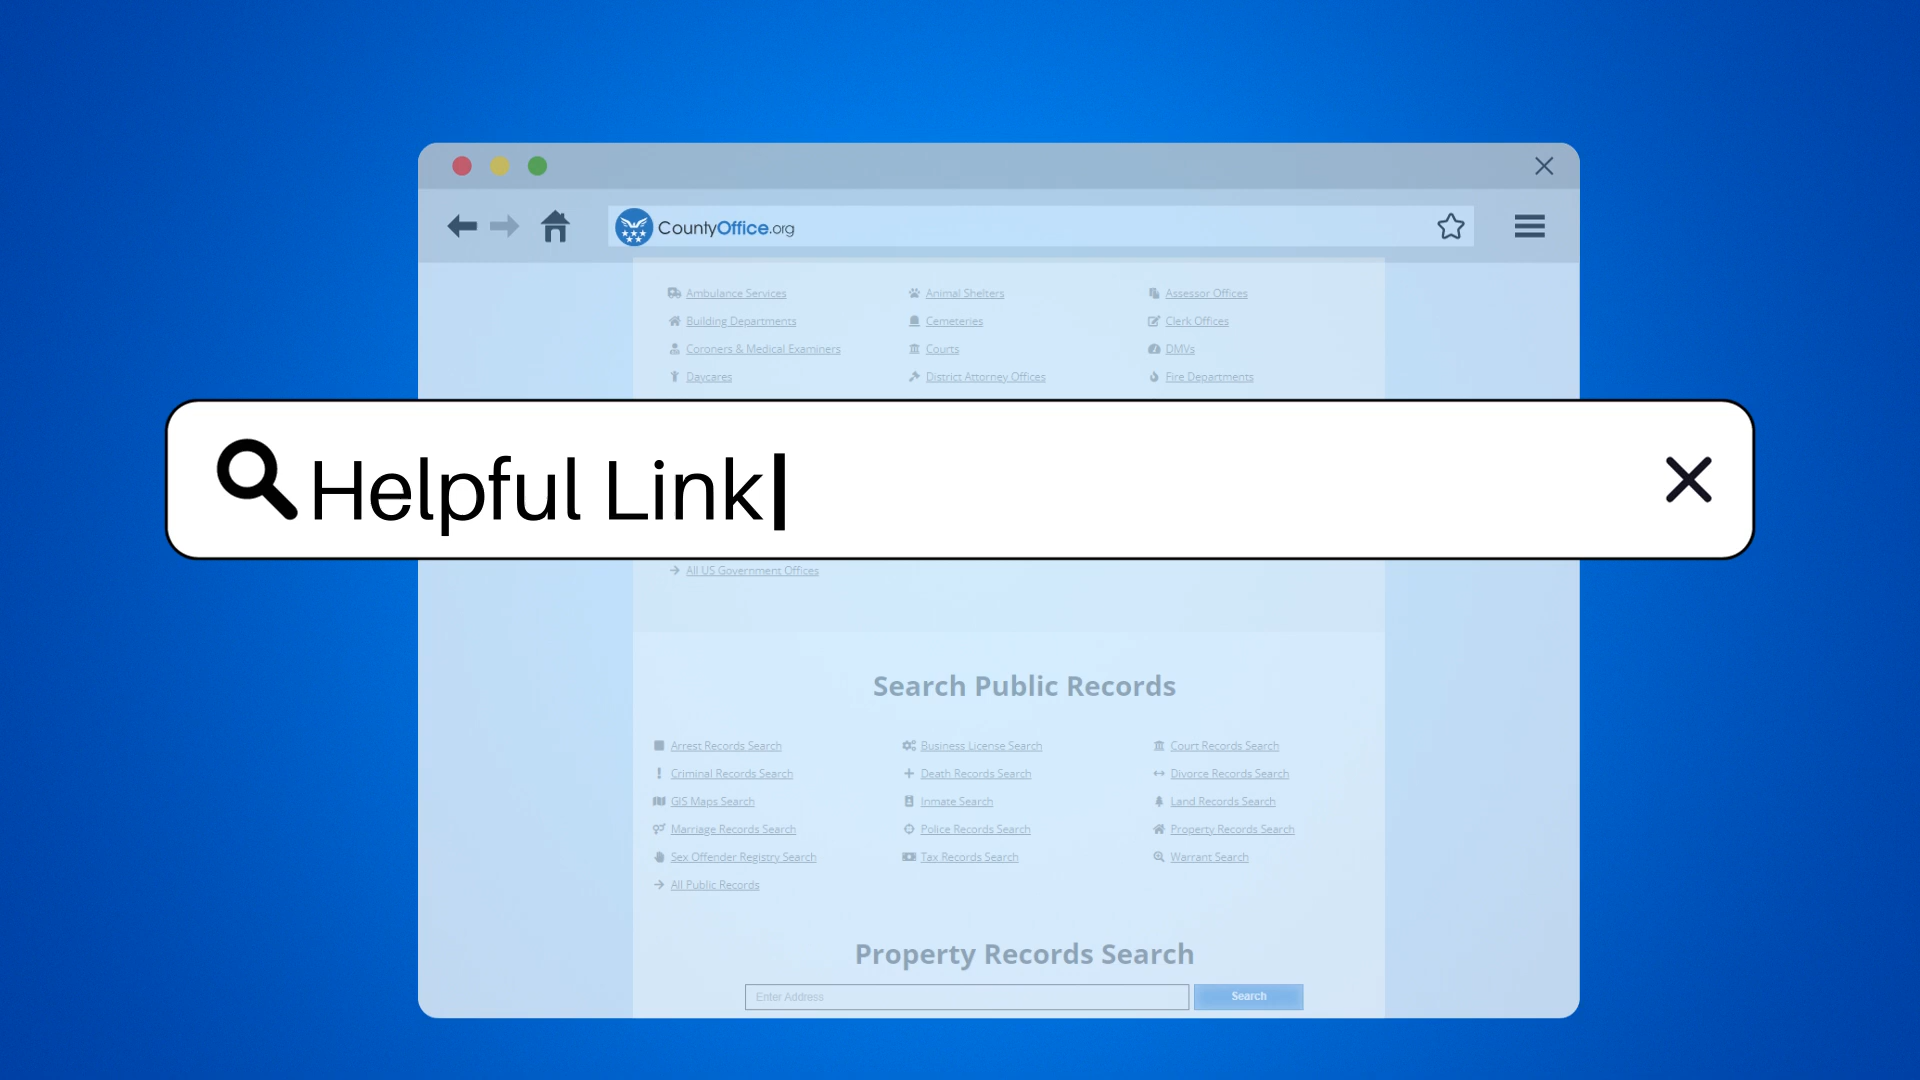 CountyOffice.org
Ambulance Services Animal Shelters Assessor Offices
Building Departments Cemeteries Clerk Offices
Coroners & Medical Examiners Courts DMVs
Daycares District Attorney Offices Fire Departments
Helpful Link
All US Government Offices
Search Public Records
Arrest Records Search Business License Search Court Records Search
Criminal Records Search Death Records Search Divorce Records Search
GIS Maps Search Inmate Search Land Records Search
Marriage Records Search Police Records Search Property Records Search
Sex Offender Registry Search Tax Records Search Warrant Search
All Public Records
Property Records Search
Enter Address Search